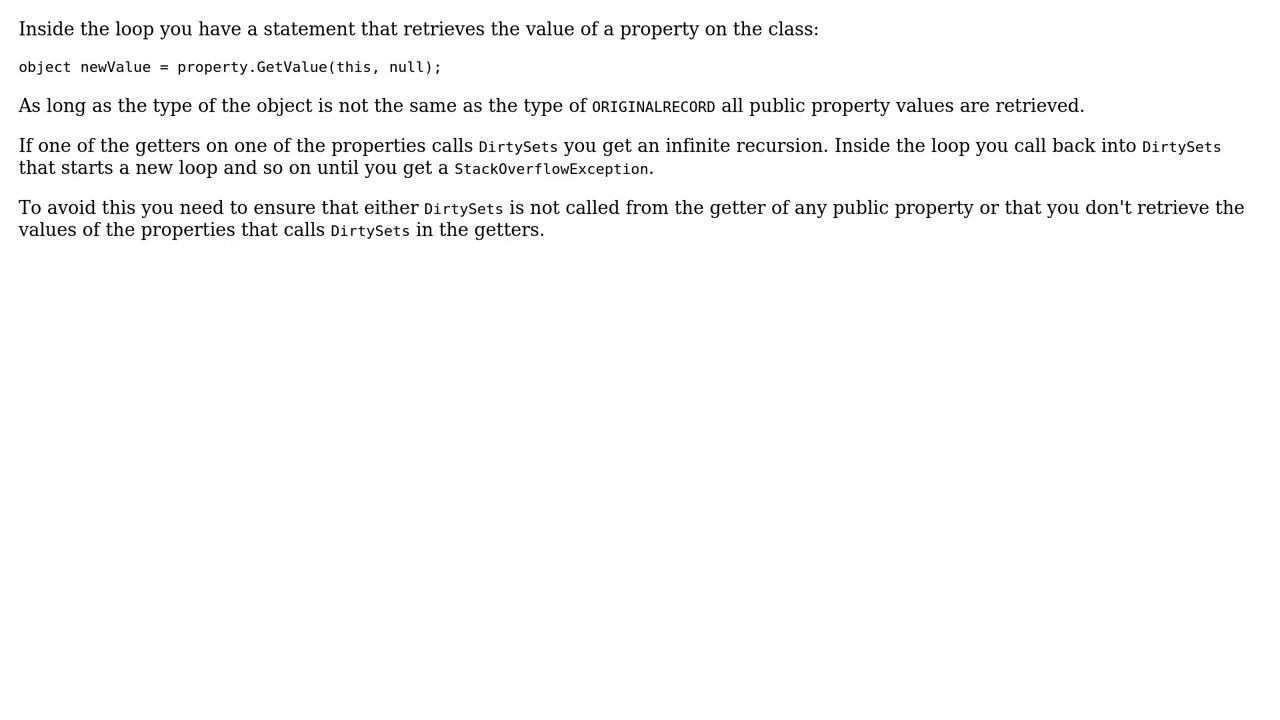 Inside the loop you have a statement that retrieves the value of a property on the class:
object newValue = property.GetValue(this, null);
As long as the type of the object is not the same as the type of ORIGINALRECORD all public property values are retrieved.
If one of the getters on one of the properties calls DirtySets you get an infinite recursion. Inside the loop you call back into DirtySets
that starts a new loop and so on until you get a StackOverflowException.
To avoid this you need to ensure that either DirtySets is not called from the getter of any public property or that you don't retrieve the
values of the properties that calls DirtySets in the getters.